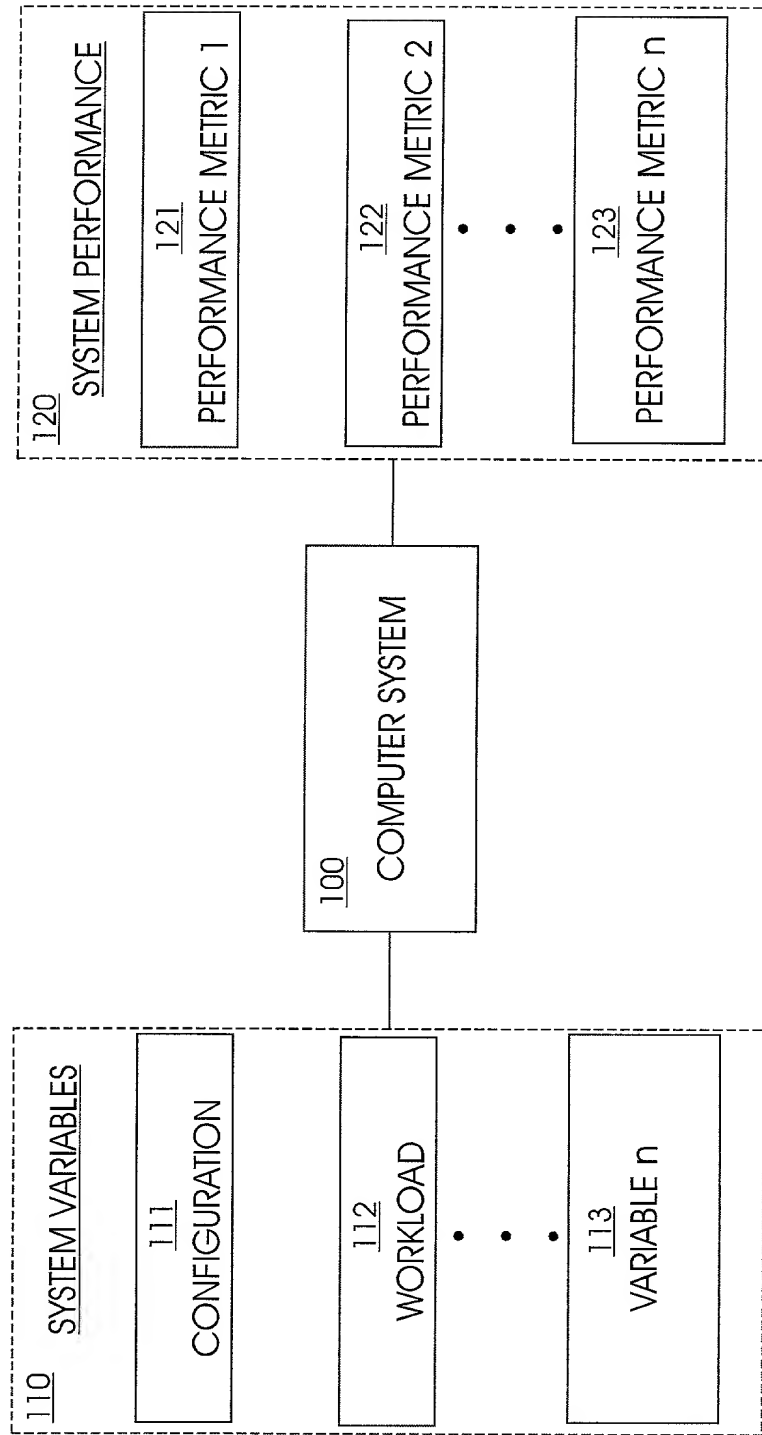 110
SYSTEM VARIABLES
111
CONFIGURATION
112
WORKLOAD
113
VARIABLE n
100
COMPUTER SYSTEM
120
SYSTEM PERFORMANCE
121
PERFORMANCE METRIC 1
122
PERFORMANCE METRIC 2
123
PERFORMANCE METRIC n